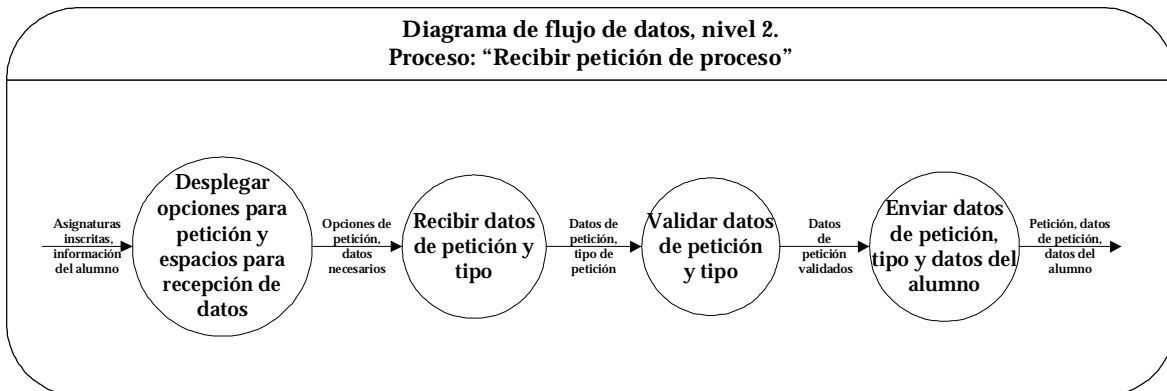 Diagrama de flujo de datos, nivel 2.
Proceso: “Recibir petición de proceso”
Asignaturas
inscritas,
información
del alumno
Desplegar
opciones para
petición y
espacios para
recepción de
datos
Opciones de
petición,
datos
necesarios
Recibir datos
de petición y
tipo
Datos de
petición,
tipo de
petición
Validar datos
de petición
y tipo
Datos
de
petición
validados
Enviar datos
de petición,
tipo y datos del
alumno
Petición, datos
de petición,
datos del
alumno